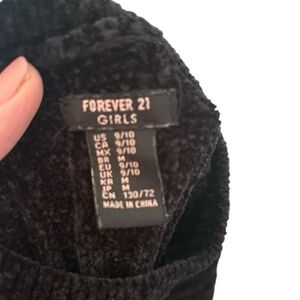 FOREVER 21
GIRLS
US 9/10
CA 9/10
MX 9/10
BR M
EU 9/10
UK 9/10
KR M
JP M
CN 130/72
MADE IN CHINA